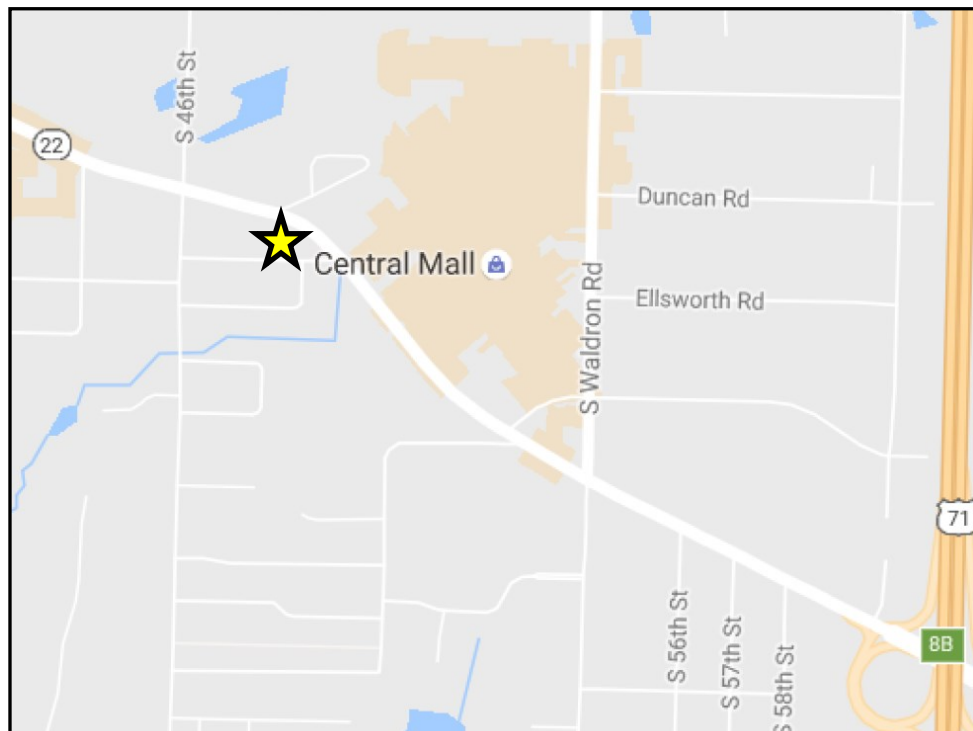 S 46th St
22
Duncan Rd
Central Mall
Ellsworth Rd
S Waldron Rd
71
8B
S 56th St
S 57th St
S 58th St